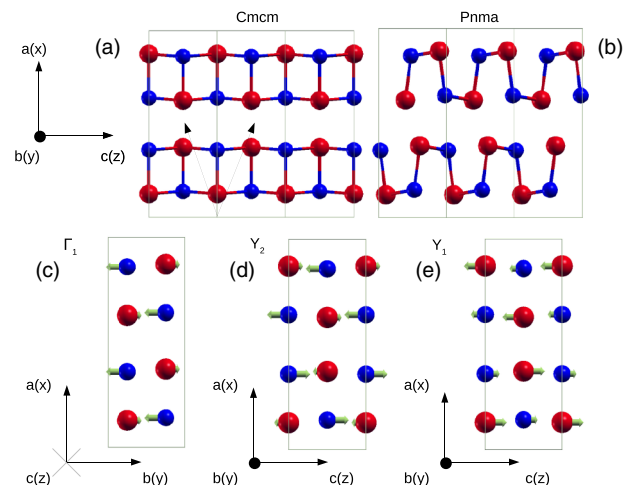 Cmcm
Pnma
(a)
(b)
a(x)
b(y)
c(z)
(c)
Γ1
(d)
Y2
(e)
Y1
a(x)
c(z)
b(y)
a(x)
b(y)
c(z)
a(x)
b(y)
c(z)